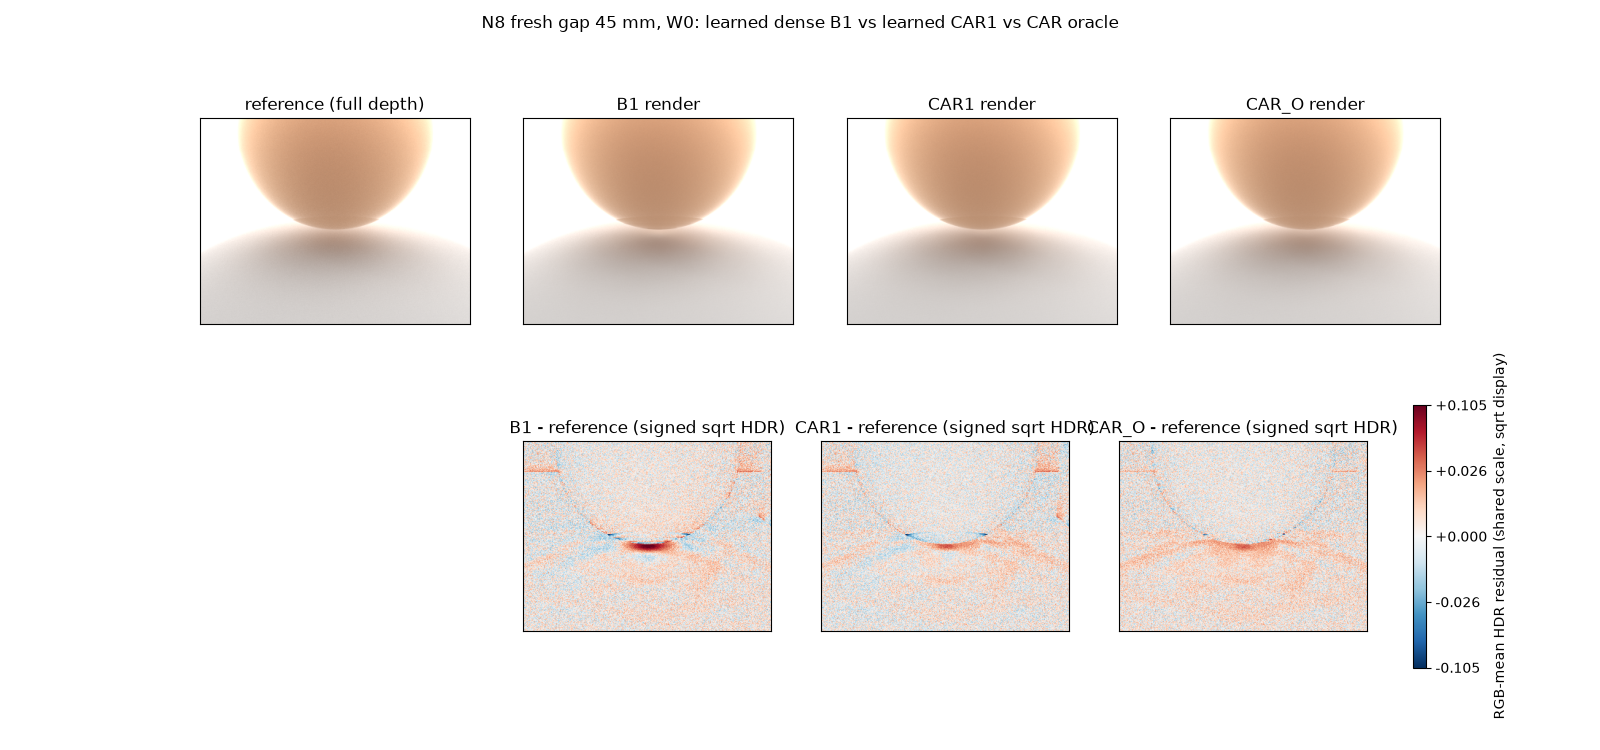 N8 fresh gap 45 mm, W0: learned dense B1 vs learned CAR1 vs CAR oracle
reference (full depth)
B1 render
CAR1 render
CAR_O render
B1 - reference (signed sqrt HDR)
CAR1 - reference (signed sqrt HDR)
CAR_O - reference (signed sqrt HDR)
+0.105
+0.026
+0.000
-0.026
-0.105
RGB-mean HDR residual (shared scale, sqrt display)